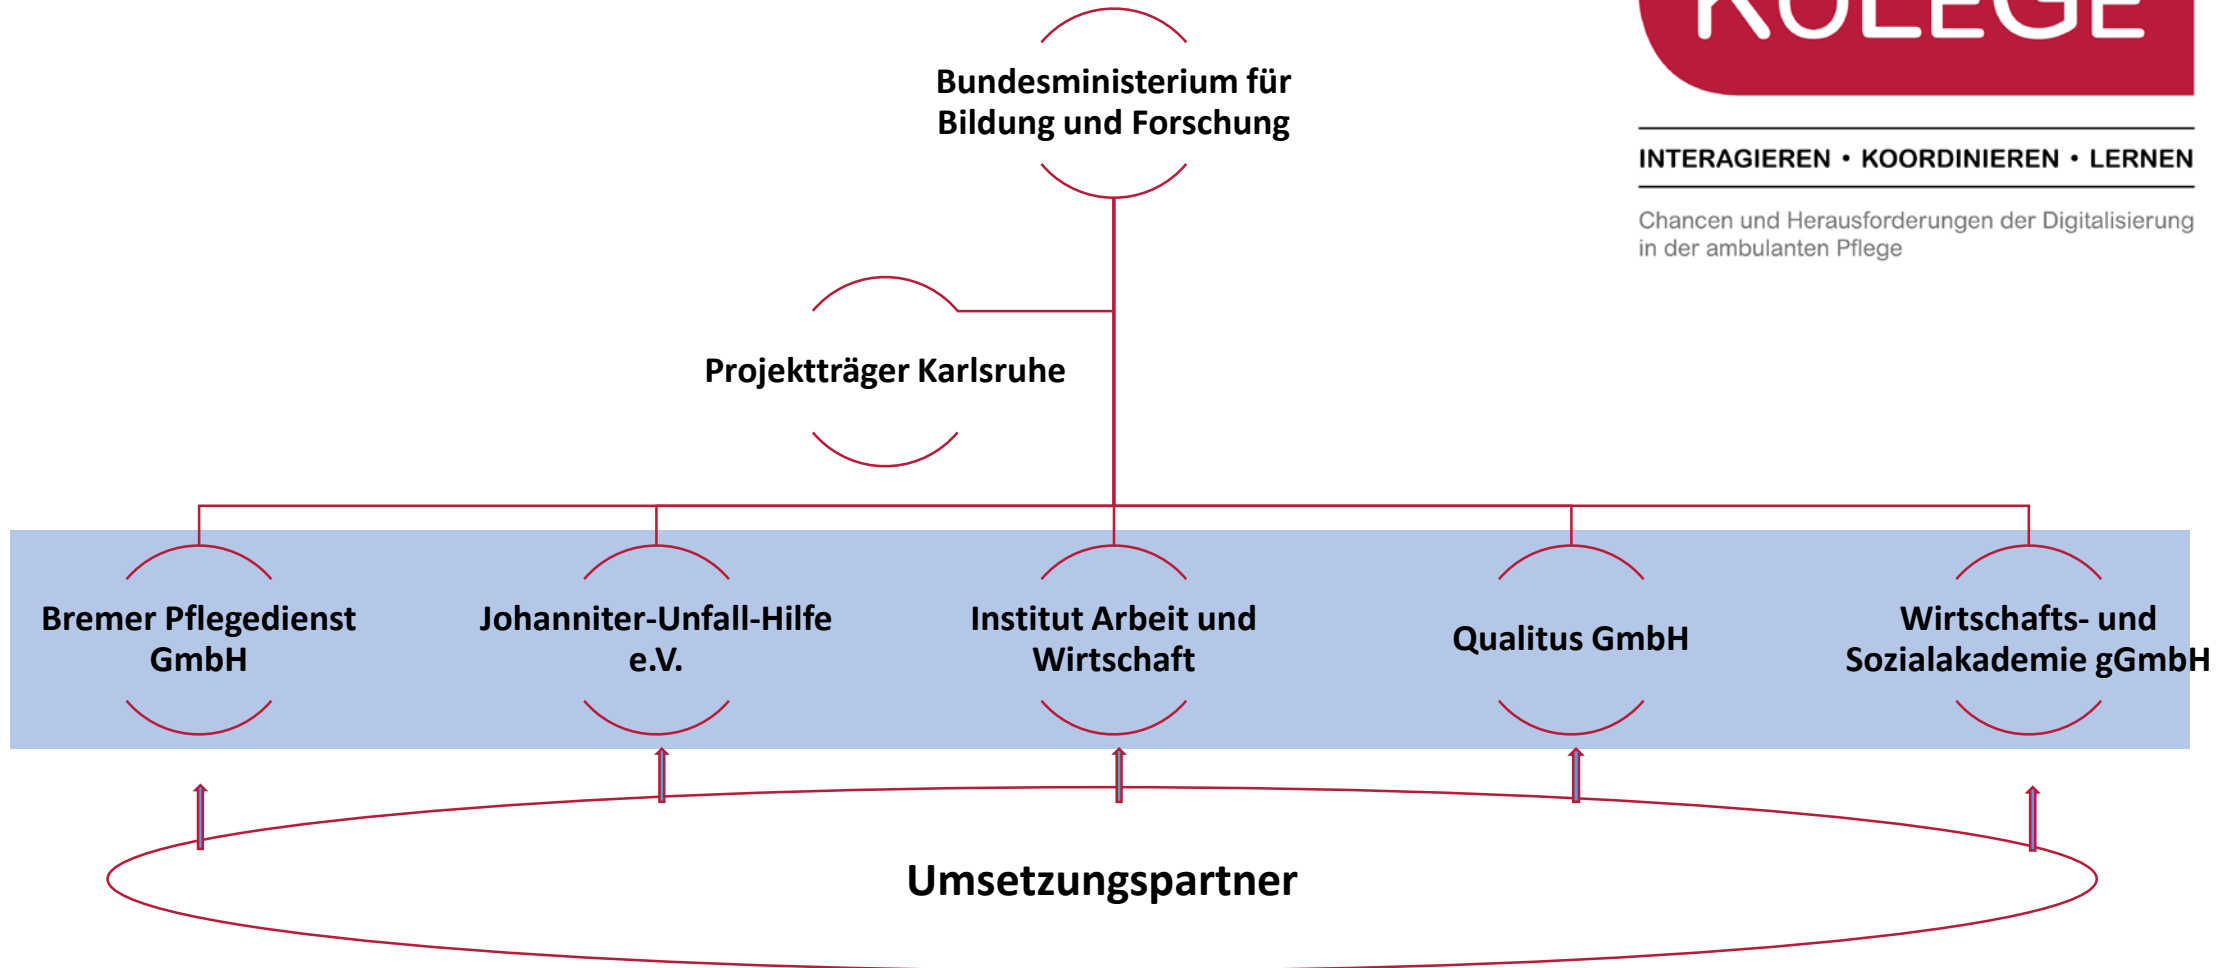 KOLEGE
INTERAGIEREN • KOORDINIEREN • LERNEN
Chancen und Herausforderungen der Digitalisierung
in der ambulanten Pflege
Bundesministerium für
Bildung und Forschung
Projektträger Karlsruhe
Bremer Pflegedienst
GmbH
Johanniter-Unfall-Hilfe
e.V.
Institut Arbeit und
Wirtschaft
Qualitus GmbH
Wirtschafts- und
Sozialakademie gGmbH
Umsetzungspartner